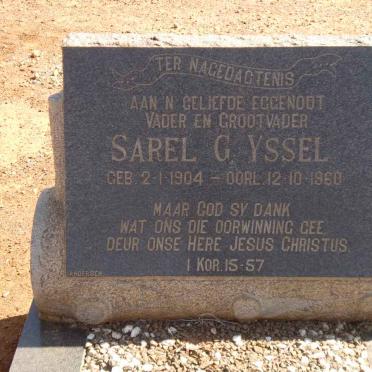 TER NAGEDAGTENIS
AAN 'N GELIEFDE EGGENOOT
VADER EN GROOTVADER
SAREL G. YSSEL
GEB. 2-1-1904 – OORL. 12-10-1960
MAAR GOD SY DANK
WAT ONS DIE OORWINNING GEE
DEUR ONSE HERE JESUS CHRISTUS.
1 KOR. 15-57
ANDERSON